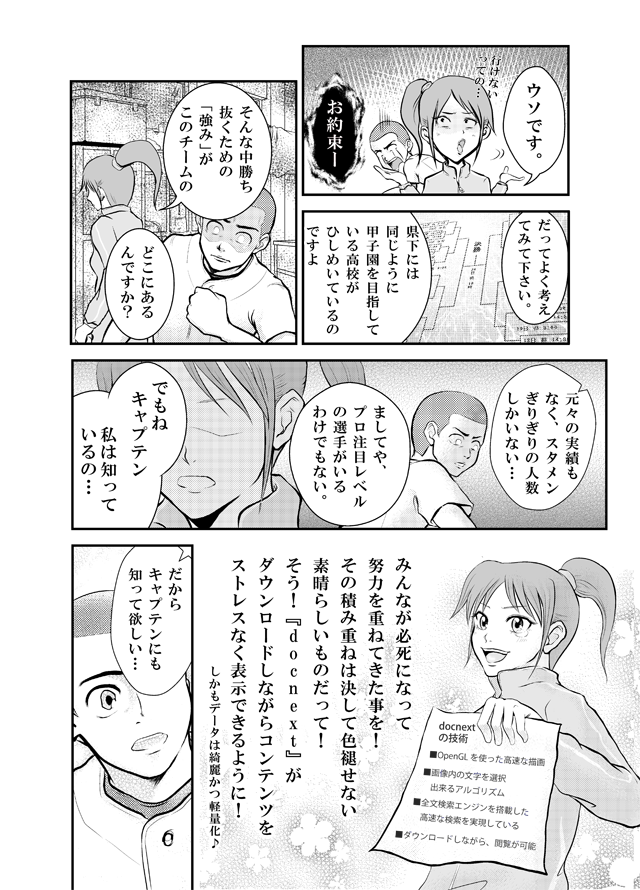 ウソです。
行けない
っての…
お約束ー
だってよく考え
てみて下さい。
県下には
同じように
甲子園を目指して
いる高校が
ひしめいているの
ですよ
そんな中勝ち
抜くための
「強み」が
このチームの
どこにある
んですか？
元々の実績も
なく、スタメン
ぎりぎりの人数
しかいない…
ましてや、
プロ注目レベル
の選手がいる
わけでもない。
でもね
キャプテン
私は知って
いるの…
みんなが必死になって
努力を重ねてきた事を！
その積み重ねは決して色褪せない
素晴らしいものだって！
そう！『docnext』が
ダウンロードしながらコンテンツを
ストレスなく表示できるように！
しかもデータは綺麗かつ軽量化♪
docnext
の技術
■OpenGLを使った高速な描画
■画像内の文字を選択
出来るアルゴリズム
■全文検索エンジンを搭載した
高速な検索を実現している
■ダウンロードしながら、閲覧が可能
だから
キャプテンにも
知って欲しい…